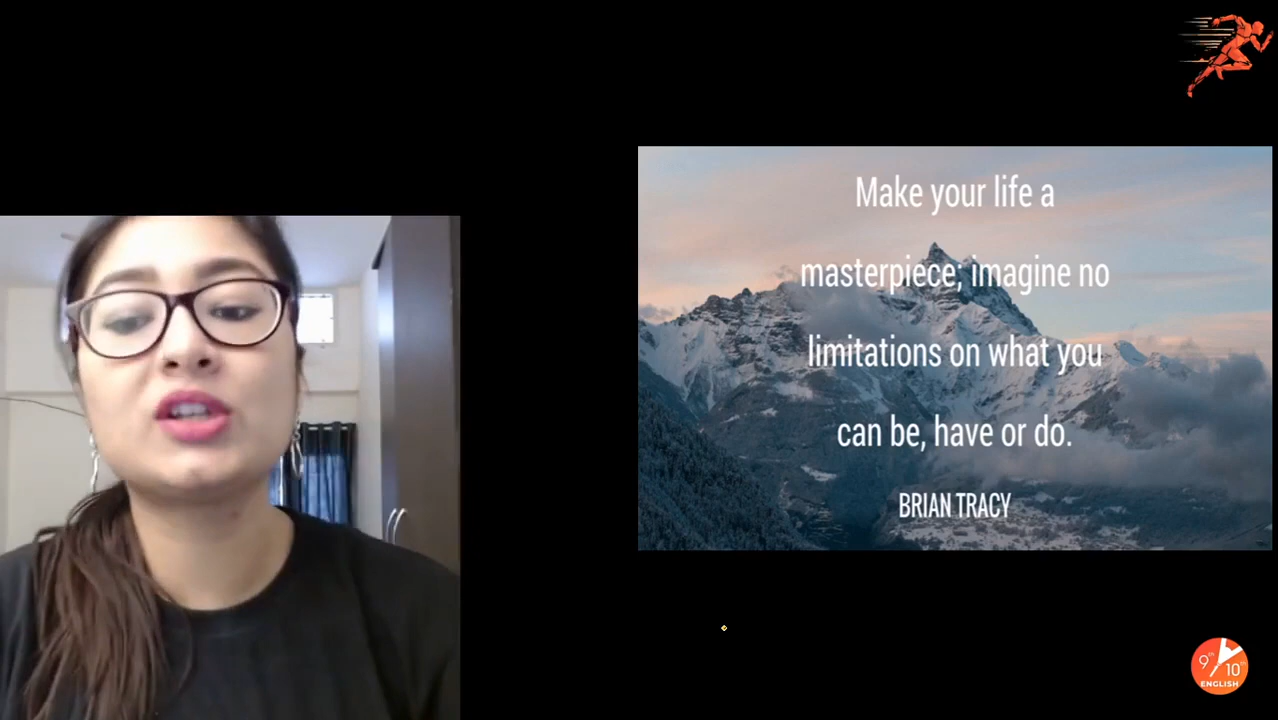 Make your life a
masterpiece; imagine no
limitations on what you
can be, have or do.
BRIAN TRACY
9th
10th
ENGLISH